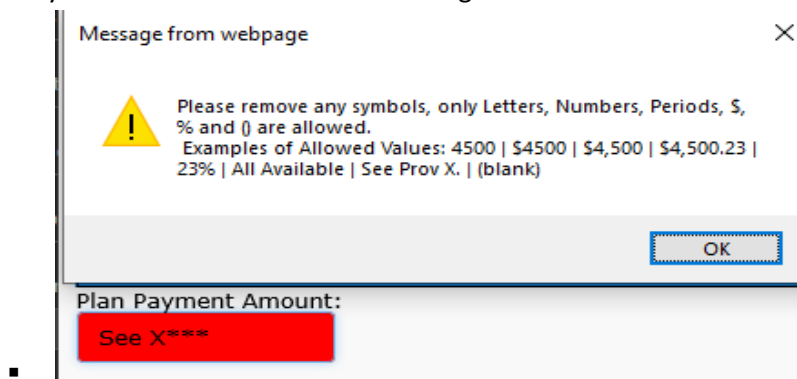 Message from webpage
Please remove any symbols, only Letters, Numbers, Periods, $,
% and () are allowed.
Examples of Allowed Values: 4500 | $4500 | $4,500 | $4,500.23 |
23% | All Available | See Prov X. | (blank)
OK
Plan Payment Amount:
See X***